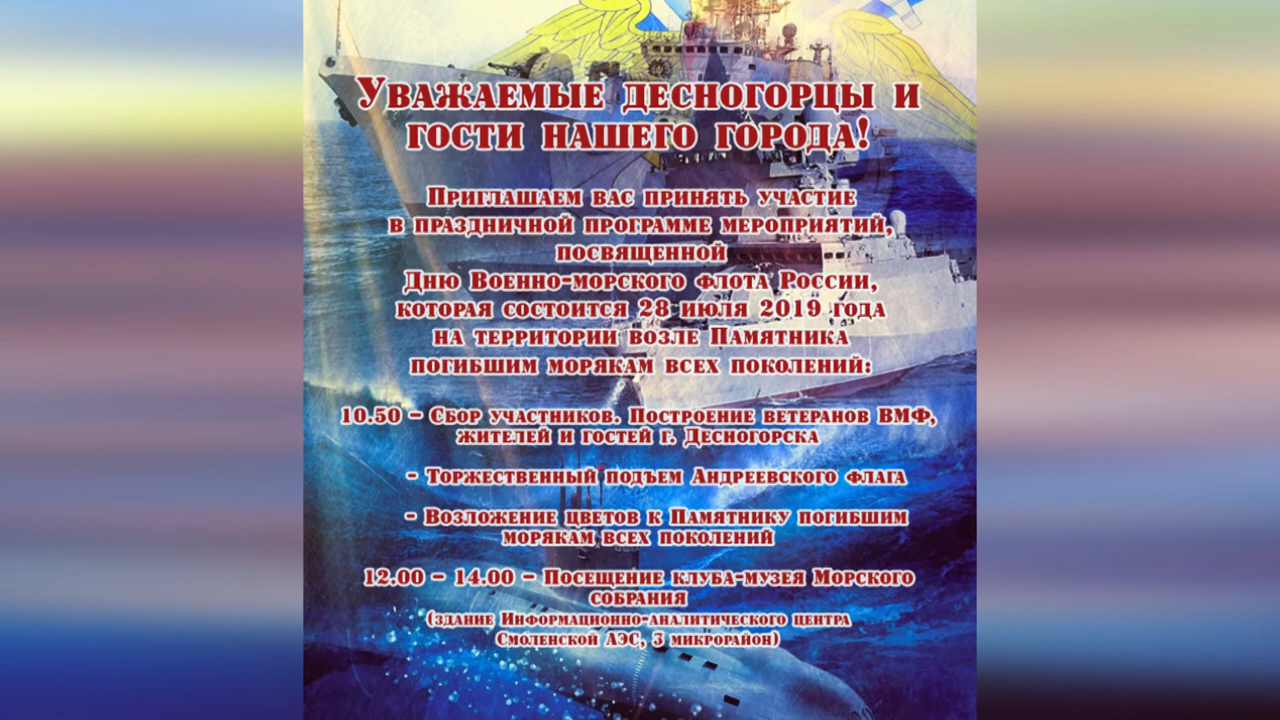 Уважаемые десногорцы и
гости нашего города!
Приглашаем вас принять участие
в праздничной программе мероприятий,
посвященной
Дню Военно-морского флота России,
которая состоится 28 июля 2019 года
на территории возле Памятника
погибшим морякам всех поколений:
10.50 – Сбор участников. Построение ветеранов ВМФ,
жителей и гостей г. Десногорска
- Торжественный подъем Андреевского флага
- Возложение цветов к Памятнику погибшим
морякам всех поколений
12.00 – 14.00 – Посещение клуба-музея Морского
собрания
(здание Информационно-аналитического центра
Смоленской АЭС, 3 микрорайон)